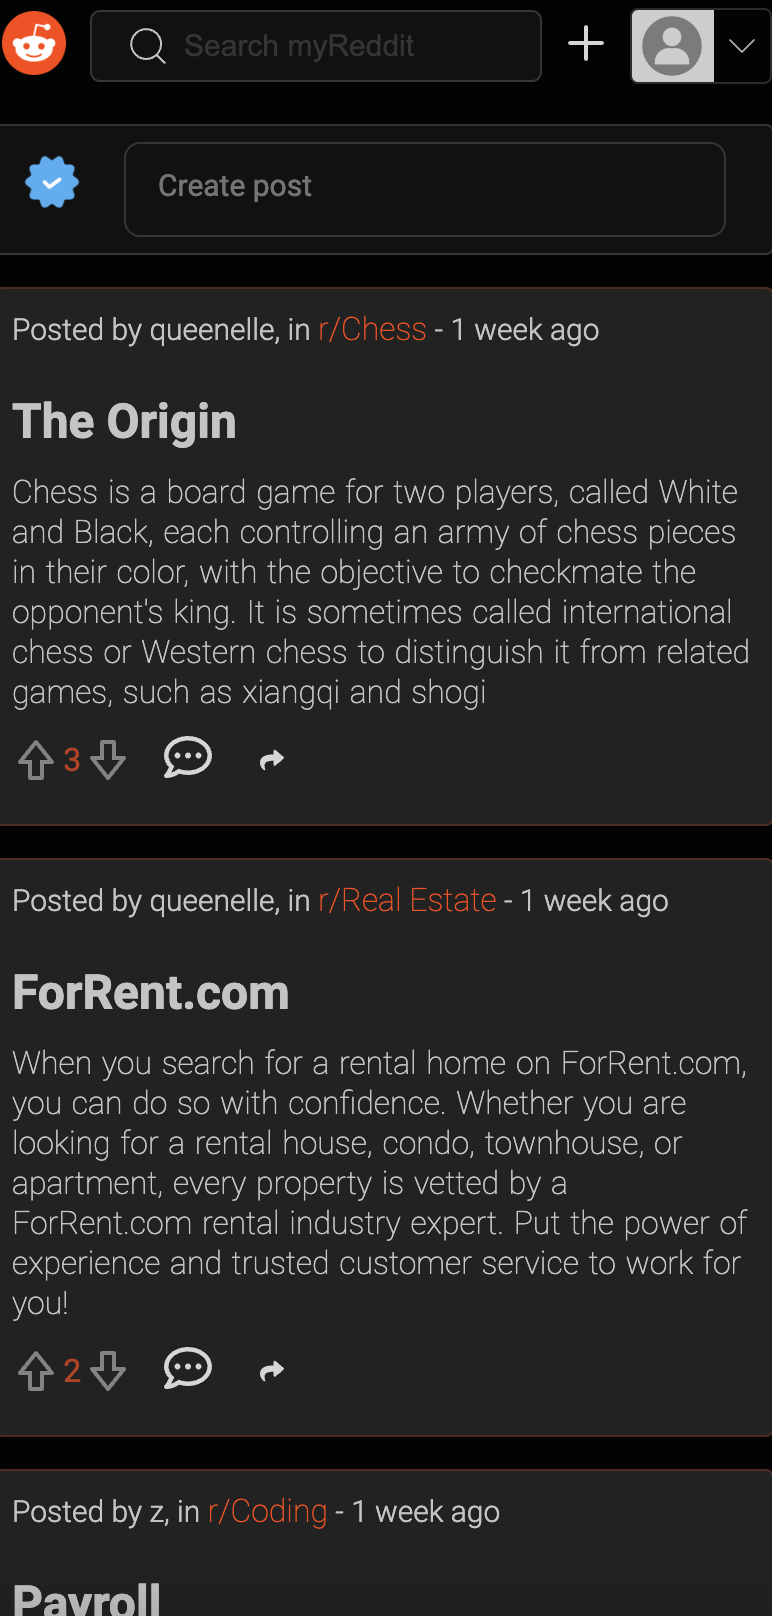 Search myReddit
Create post
Posted by queenelle, in r/Chess - 1 week ago
The Origin
Chess is a board game for two players, called White
and Black, each controlling an army of chess pieces
in their color, with the objective to checkmate the
opponent's king. It is sometimes called international
chess or Western chess to distinguish it from related
games, such as xiangqi and shogi
3
Posted by queenelle, in r/Real Estate - 1 week ago
ForRent.com
When you search for a rental home on ForRent.com,
you can do so with confidence. Whether you are
looking for a rental house, condo, townhouse, or
apartment, every property is vetted by a
ForRent.com rental industry expert. Put the power of
experience and trusted customer service to work for
you!
2
Posted by z, in r/Coding - 1 week ago
Payroll